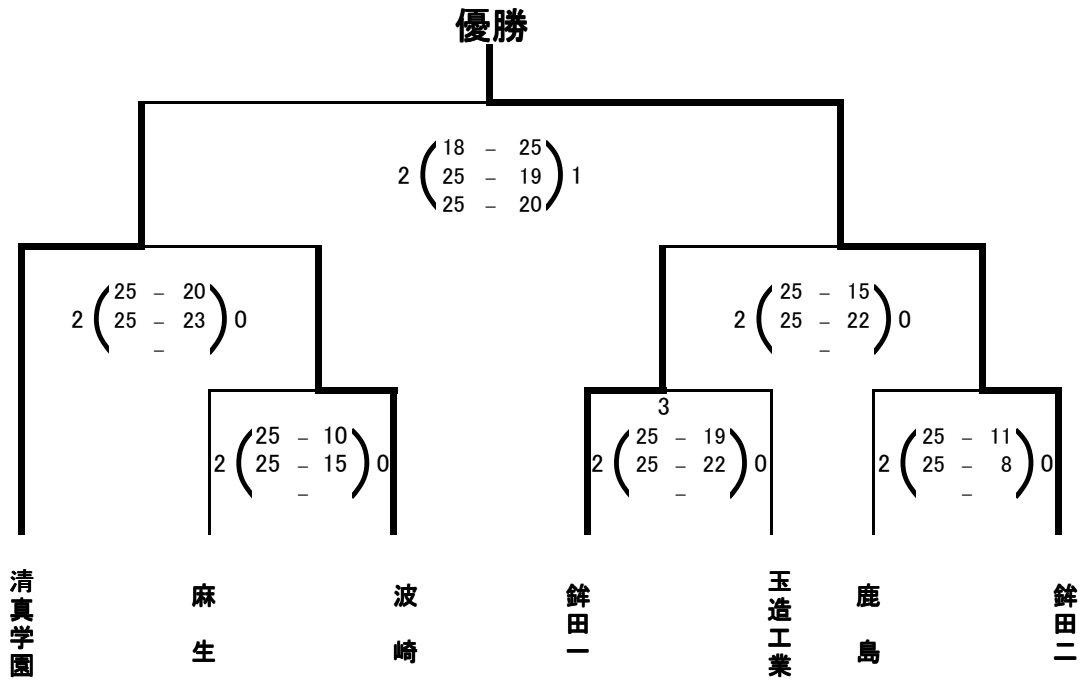 優勝
18 － 25
2 ( 25 － 19 ) 1
25 － 20
25 － 20
2 ( 25 － 23 ) 0
－
25 － 15
2 ( 25 － 22 ) 0
－
25 － 10
2 ( 25 － 15 ) 0
－
3
25 － 19
2 ( 25 － 22 ) 0
－
25 － 11
2 ( 25 － 8 ) 0
－
清真学園
麻生
波崎
鉾田一
玉造工業
鹿島
鉾田二